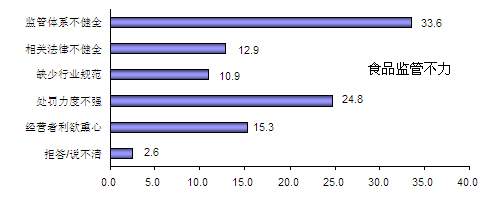 监管体系不健全 33.6
相关法律不健全 12.9
食品监管不力
缺少行业规范 10.9
处罚力度不强 24.8
经营者利欲熏心 15.3
拒答/说不清 2.6
0.0 5.0 10.0 15.0 20.0 25.0 30.0 35.0 40.0